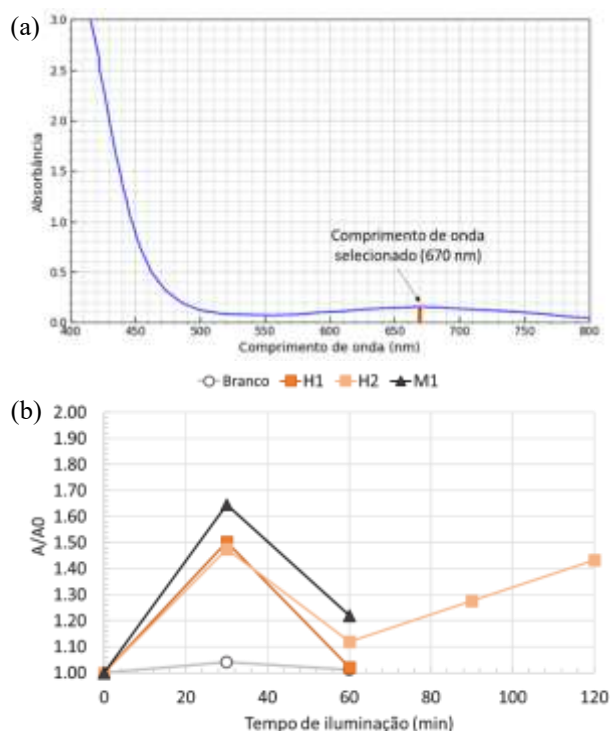 (a)
3.0
2.5
2.0
1.5
1.0
0.5
0.0
Absorbância
Comprimento de onda
selecionado (670 nm)
400 450 500 550 600 650 700 750 800
Comprimento de onda (nm)
Branco H1 H2 M1
(b)
2.00
1.90
1.80
1.70
1.60
1.50
1.40
1.30
1.20
1.10
1.00
A/A0
0 20 40 60 80 100 120
Tempo de iluminação (min)